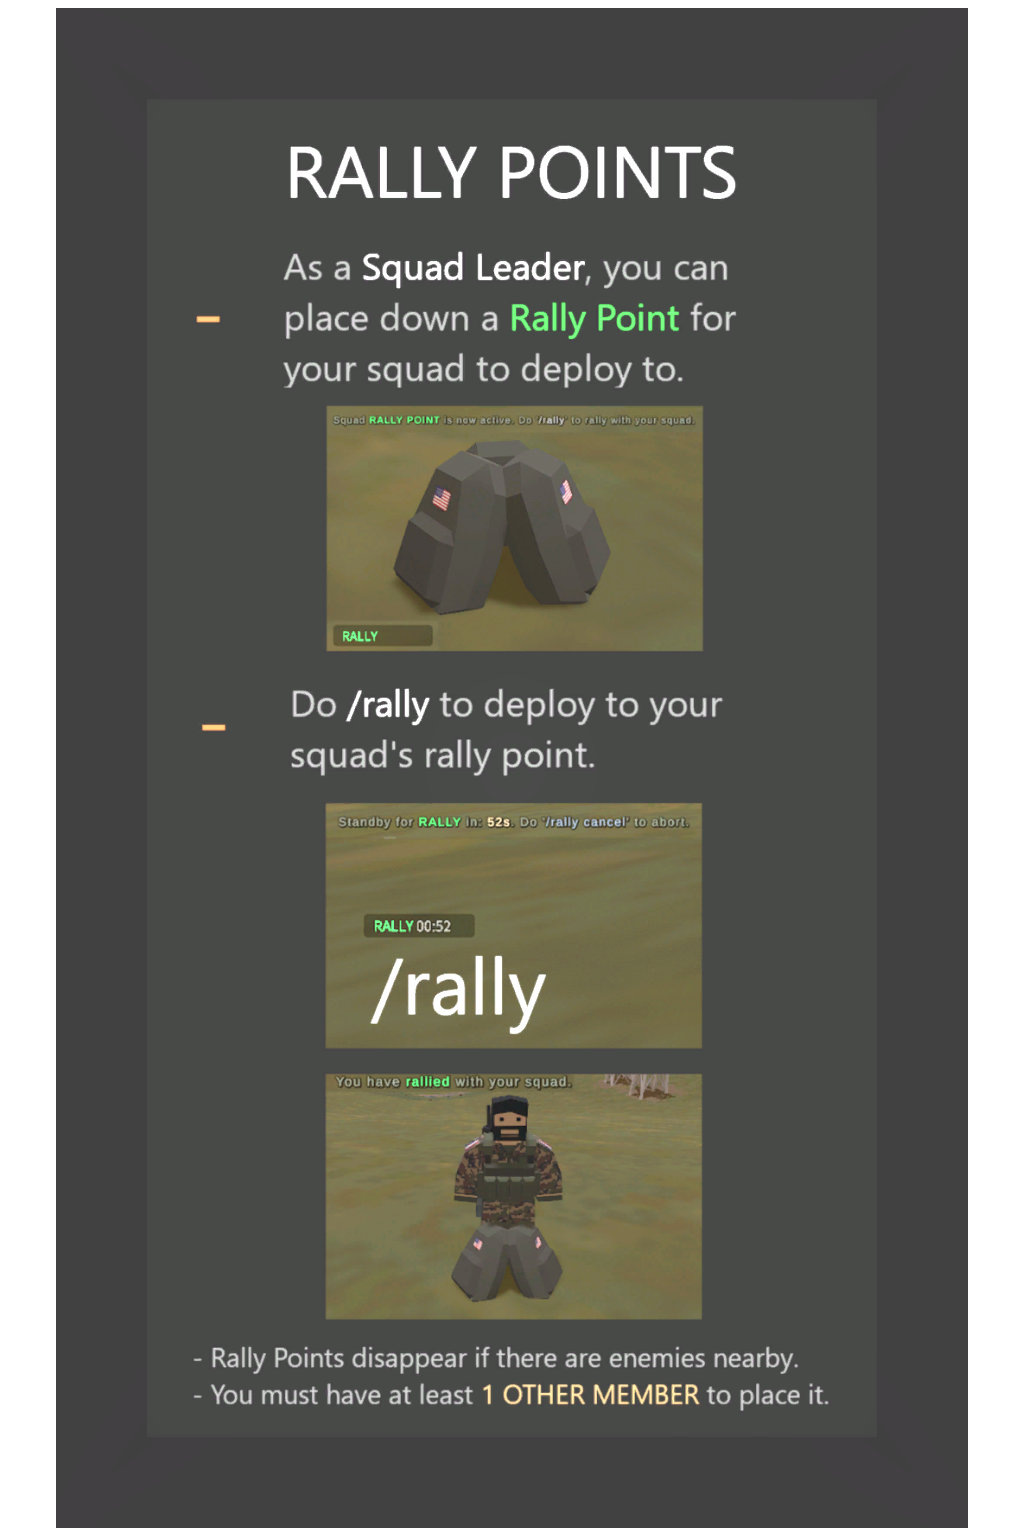 RALLY POINTS
As a Squad Leader, you can
place down a Rally Point for
your squad to deploy to.
Squad RALLY POINT is now active. Do '/rally' to rally with your squad.
RALLY
Do /rally to deploy to your
squad's rally point.
Standby for RALLY in: 52s. Do '/rally cancel' to abort.
RALLY 00:52
/rally
You have rallied with your squad.
- Rally Points disappear if there are enemies nearby.
- You must have at least 1 OTHER MEMBER to place it.